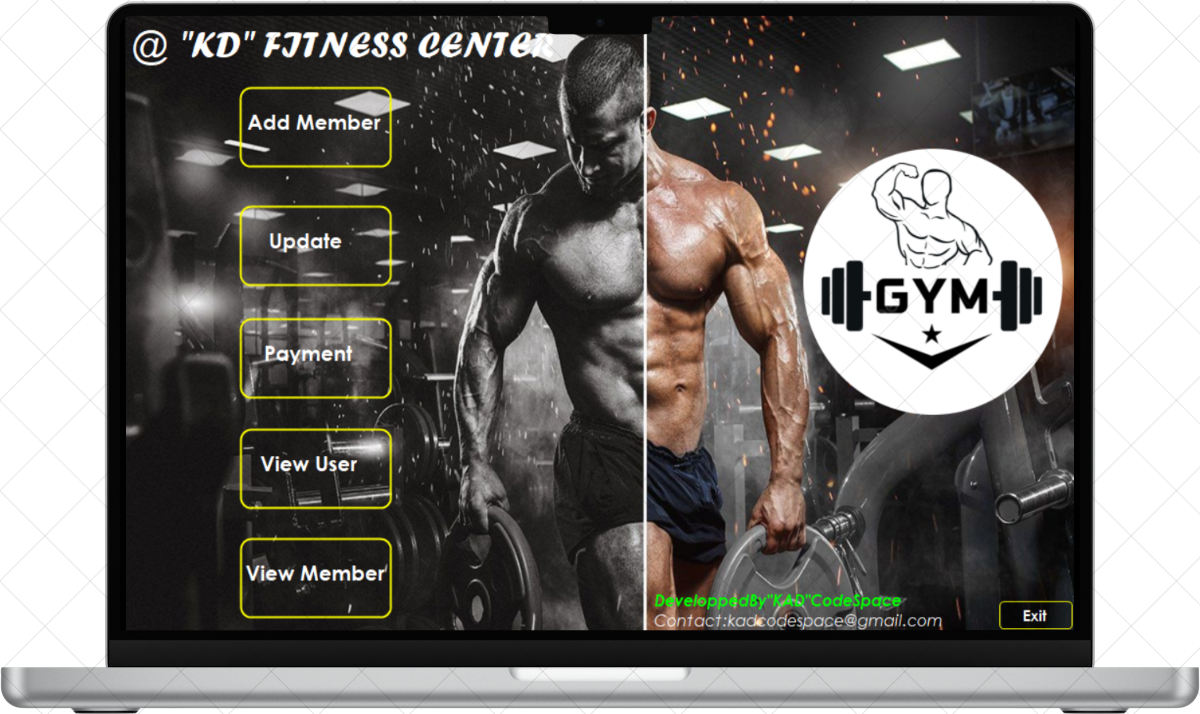 @ "KD" FITNESS CENTER
Add Member
Update
Payment
View User
View Member
GYM
DeveloppedBy"KAD"CodeSpace
Contact:kadcodespace@gmail.com
Exit